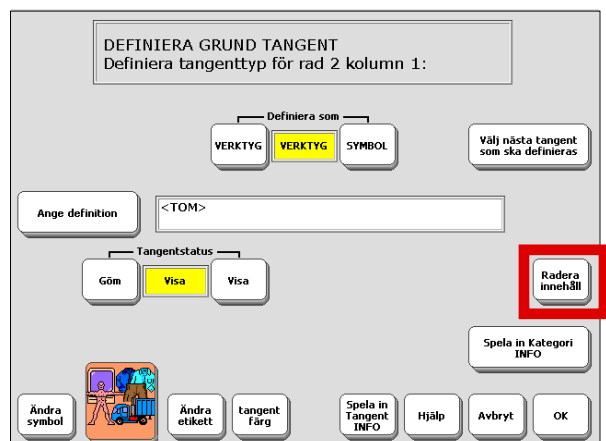 DEFINIERA GRUND TANGENT
Definiera tangenttyp för rad 2 kolumn 1:
Definiera som
VERKTYG VERKTYG SYMBOL
Välj nästa tangent
som ska definieras
Ange definition
<TOM>
Tangentstatus
Göm Visa Visa
Radera
innehåll
Spela in Kategori
INFO
Ändra
symbol
Ändra
etikett
tangent
färg
Spela in
Tangent
INFO
Hjälp
Avbryt
OK